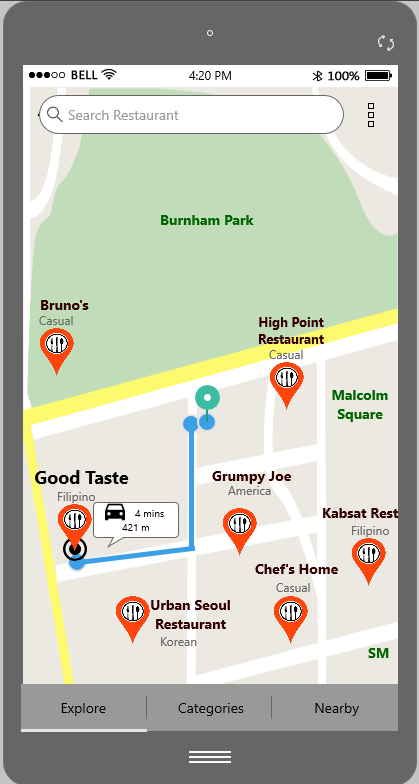 BELL 4:20 PM 100%
Search Restaurant
Burnham Park
Bruno's
Casual
High Point
Restaurant
Casual
Malcolm
Square
Good Taste
Filipino
4 mins
421 m
Grumpy Joe
America
Kabsat Rest
Filipino
Chef's Home
Casual
Urban Seoul
Restaurant
Korean
SM
Explore Categories Nearby